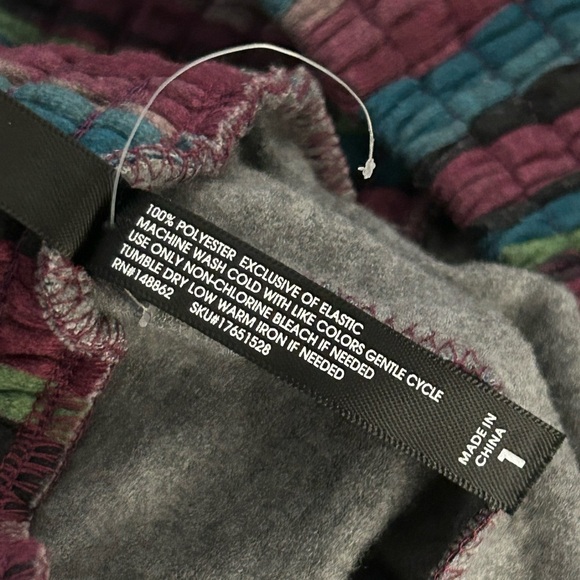 100% POLYESTER EXCLUSIVE OF ELASTIC
MACHINE WASH COLD WITH LIKE COLORS GENTLE CYCLE
USE ONLY NON-CHLORINE BLEACH IF NEEDED
TUMBLE DRY LOW WARM IRON IF NEEDED
RN#148862 SKU#17651528
MADE IN
CHINA
1